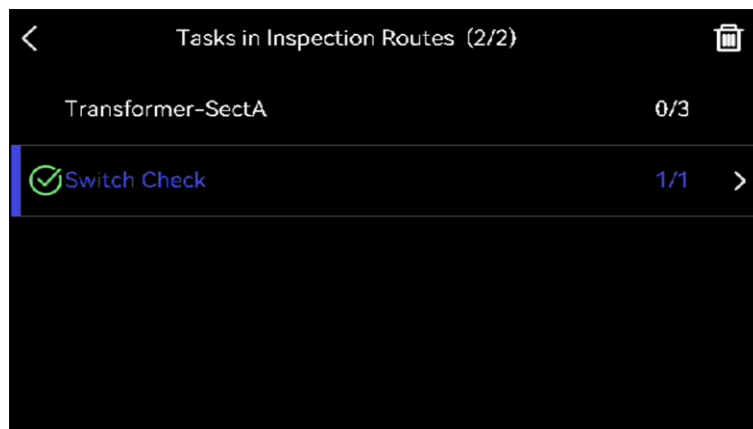 Tasks in Inspection Routes (2/2)
Transformer-SectA 0/3
Switch Check 1/1